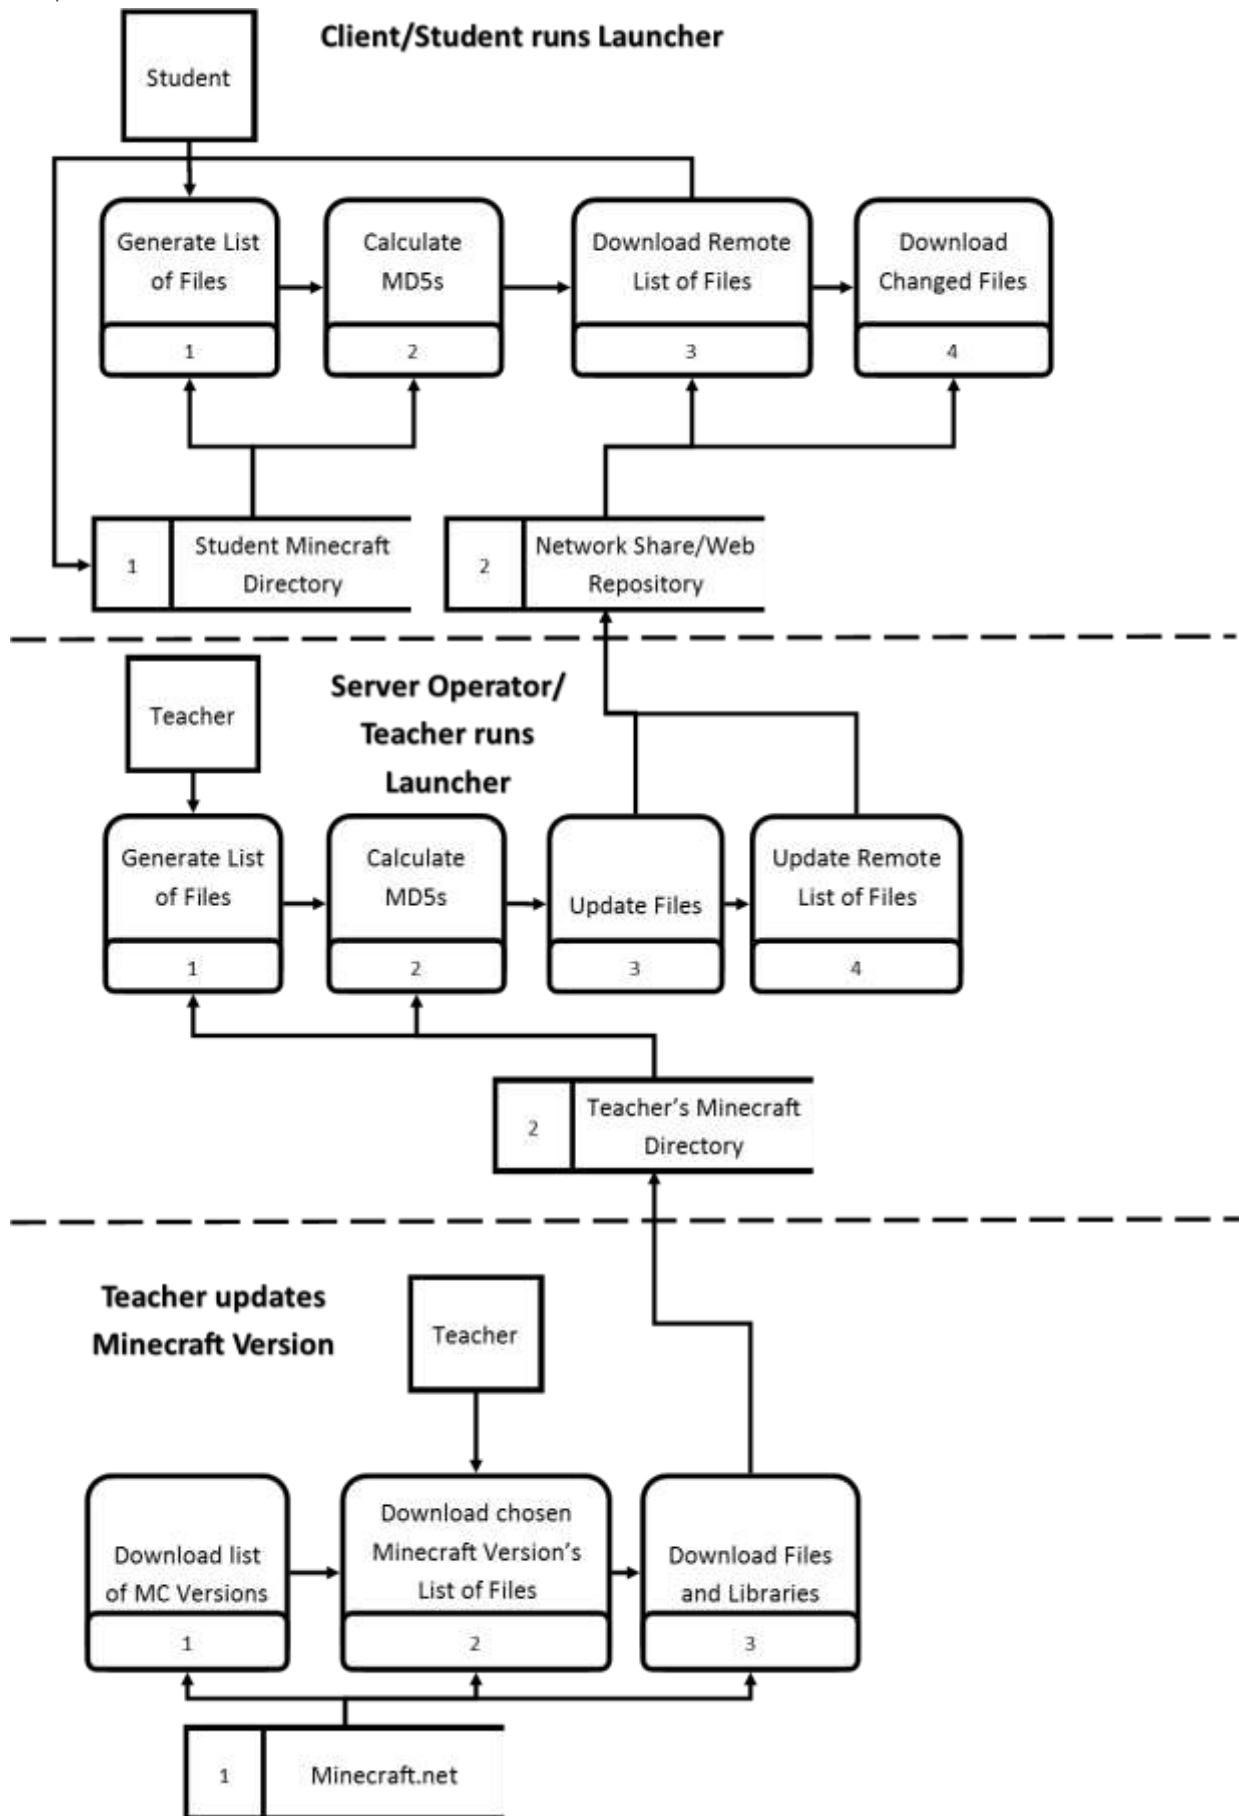 Client/Student runs Launcher
Student
Generate List
of Files
1
Calculate
MD5s
2
Download Remote
List of Files
3
Download
Changed Files
4
1
Student Minecraft
Directory
2
Network Share/Web
Repository
Teacher
Server Operator/
Teacher runs
Launcher
Generate List
of Files
1
Calculate
MD5s
2
Update Files
3
Update Remote
List of Files
4
2
Teacher’s Minecraft
Directory
Teacher updates
Minecraft Version
Teacher
Download list
of MC Versions
1
Download chosen
Minecraft Version’s
List of Files
2
Download Files
and Libraries
3
1
Minecraft.net